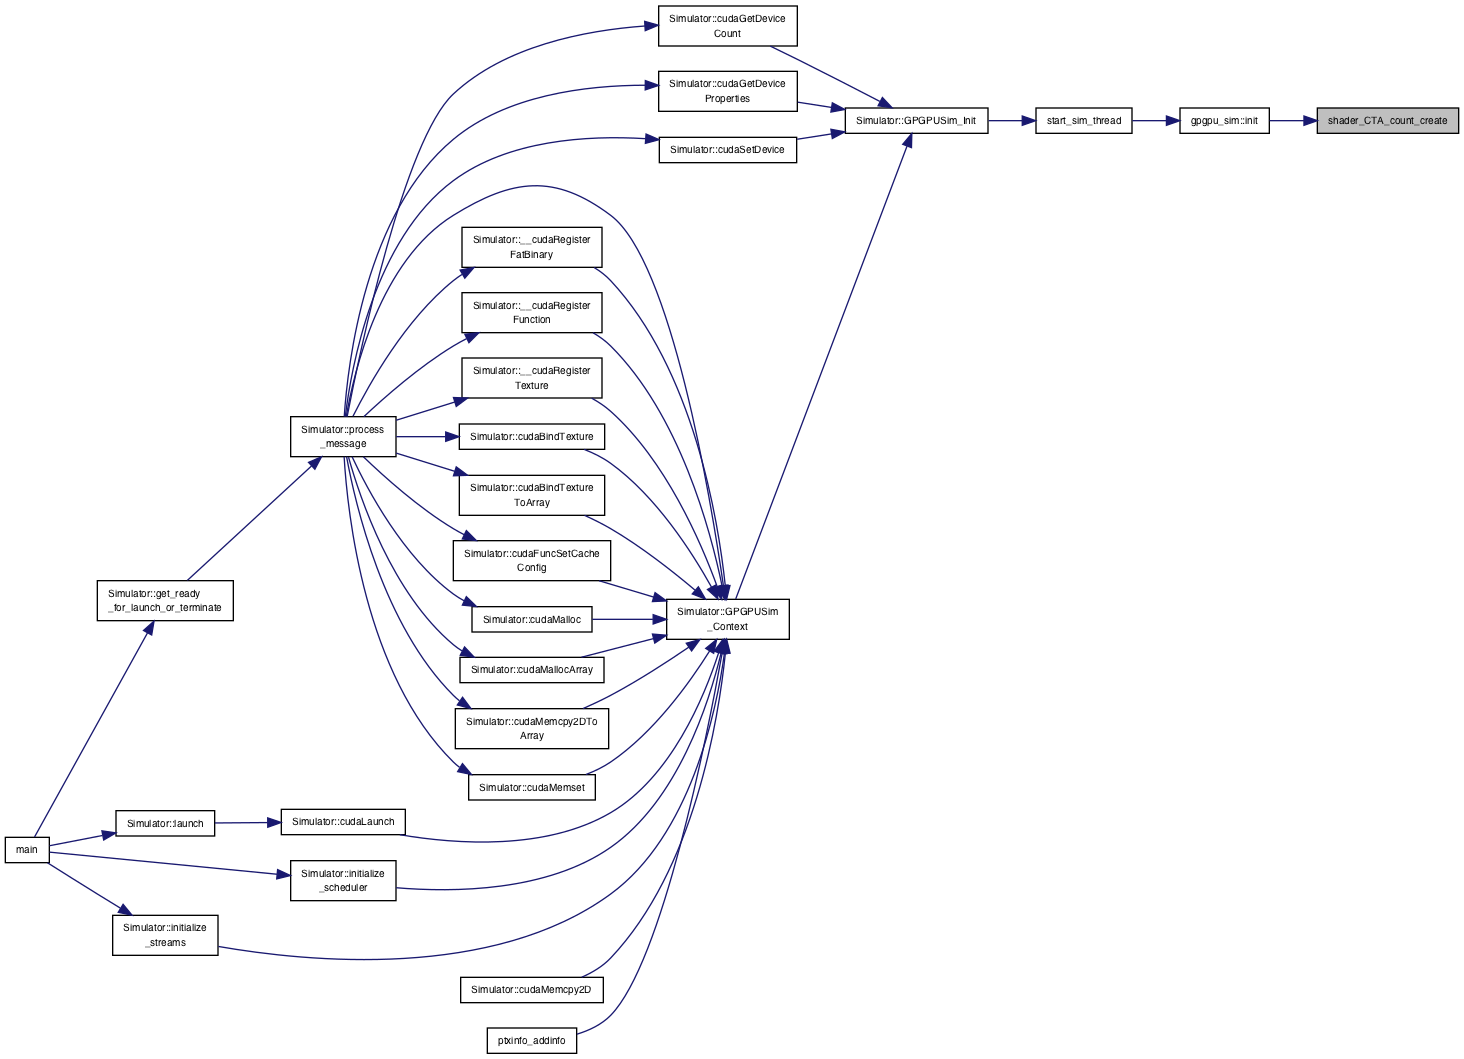 Simulator::cudaGetDevice
Count
Simulator::cudaGetDevice
Properties
Simulator::GPGPUSim_Init
start_sim_thread
gpgpu_sim::init
shader_CTA_count_create
Simulator::cudaSetDevice
Simulator::__cudaRegister
FatBinary
Simulator::__cudaRegister
Function
Simulator::__cudaRegister
Texture
Simulator::process
_message
Simulator::cudaBindTexture
Simulator::cudaBindTexture
ToArray
Simulator::cudaFuncSetCache
Config
Simulator::get_ready
_for_launch_or_terminate
Simulator::cudaMalloc
Simulator::GPGPUSim
_Context
Simulator::cudaMallocArray
Simulator::cudaMemcpy2DTo
Array
Simulator::cudaMemset
Simulator::launch
Simulator::cudaLaunch
main
Simulator::initialize
_scheduler
Simulator::initialize
_streams
Simulator::cudaMemcpy2D
ptxinfo_addinfo